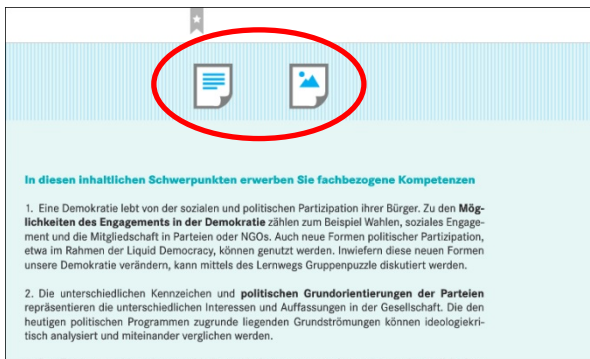 In diesen inhaltlichen Schwerpunkten erwerben Sie fachbezogene Kompetenzen
1. Eine Demokratie lebt von der sozialen und politischen Partizipation ihrer Bürger. Zu den Mög-
lichkeiten des Engagements in der Demokratie zählen zum Beispiel Wahlen, soziales Engage-
ment und die Mitgliedschaft in Parteien oder NGOs. Auch neue Formen politischer Partizipation,
etwa im Rahmen der Liquid Democracy, können genutzt werden. Inwiefern diese neuen Formen
unsere Demokratie verändern, kann mittels des Lernwegs Gruppenpuzzle diskutiert werden.
2. Die unterschiedlichen Kennzeichen und politischen Grundorientierungen der Parteien
repräsentieren die unterschiedlichen Interessen und Auffassungen in der Gesellschaft. Die den
heutigen politischen Programmen zugrunde liegenden Grundströmungen können ideologiekri-
tisch analysiert und miteinander verglichen werden.